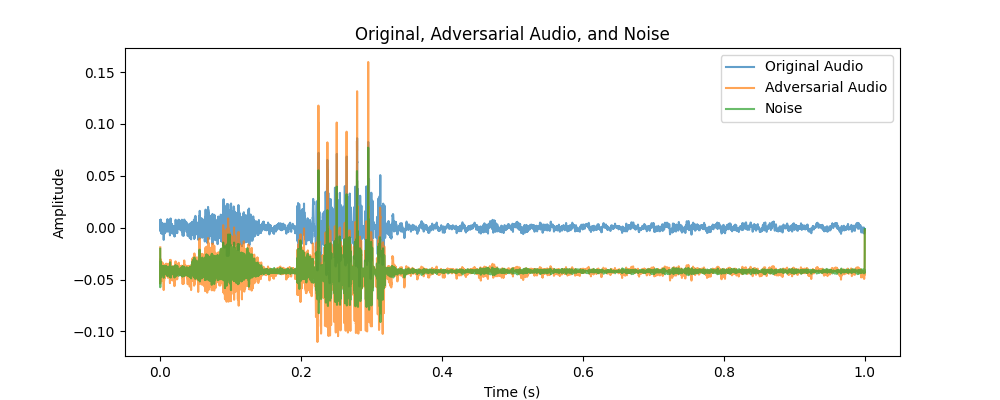 Original, Adversarial Audio, and Noise
Original Audio
Adversarial Audio
Noise
Amplitude
0.15
0.10
0.05
0.00
−0.05
−0.10
0.0 0.2 0.4 0.6 0.8 1.0
Time (s)